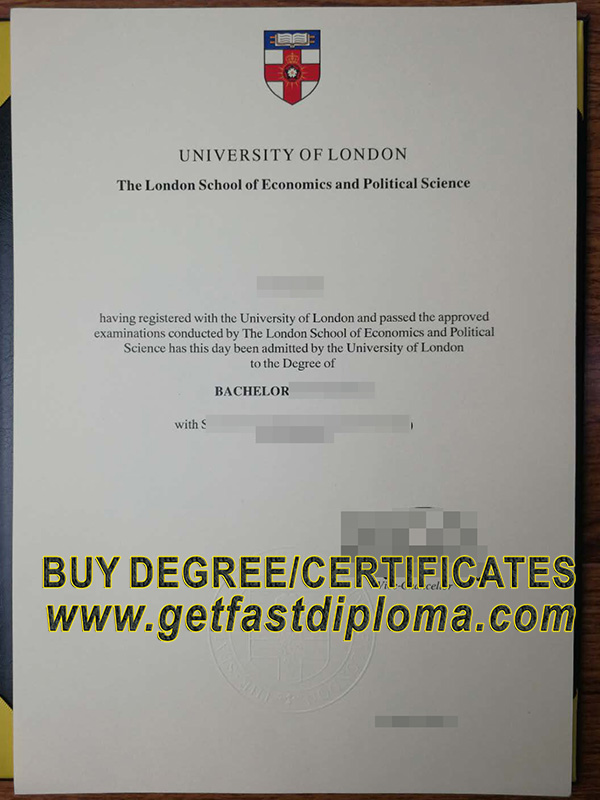 UNIVERSITY OF LONDON
The London School of Economics and Political Science
having registered with the University of London and passed the approved
examinations conducted by The London School of Economics and Political
Science has this day been admitted by the University of London
to the Degree of
BACHELOR
with S
)
Vice-Chancellor
BUY DEGREE/CERTIFICATES
www.getfastdiploma.com